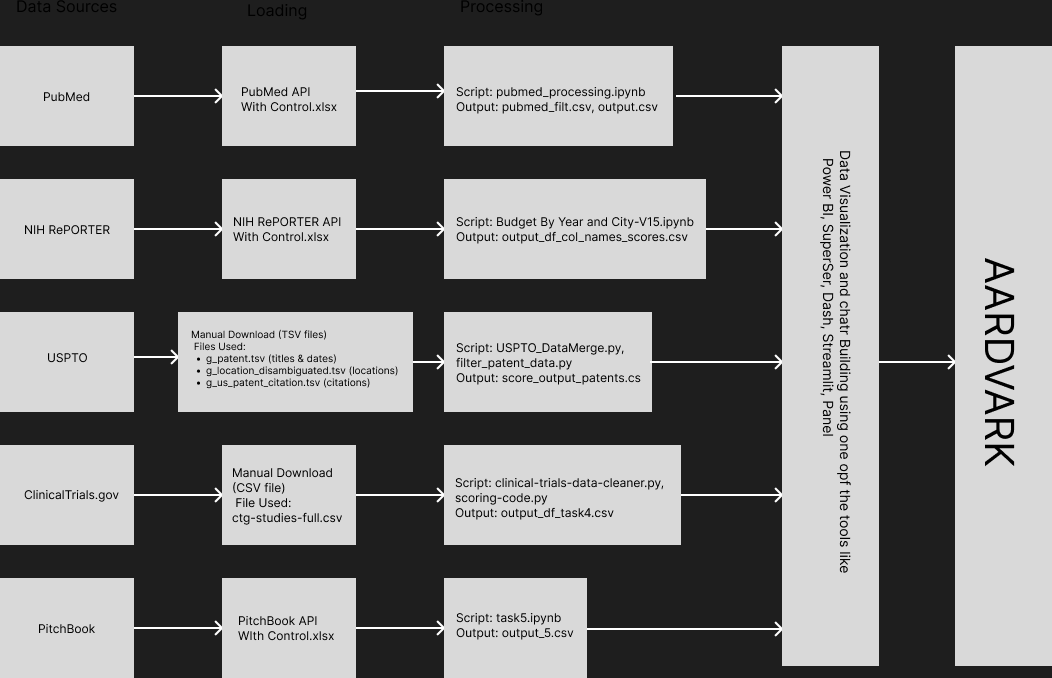 Data Sources
Loading
Processing
PubMed
PubMed API
With Control.xlsx
Script: pubmed_processing.ipynb
Output: pubmed_filt.csv, output.csv
NIH RePORTER
NIH RePORTER API
With Control.xlsx
Script: Budget By Year and City-V15.ipynb
Output: output_df_col_names_scores.csv
USPTO
Manual Download (TSV files)
Files Used:
• g_patent.tsv (titles & dates)
• g_location_disambiguated.tsv (locations)
• g_us_patent_citation.tsv (citations)
Script: USPTO_DataMerge.py,
filter_patent_data.py
Output: score_output_patents.cs
ClinicalTrials.gov
Manual Download
(CSV file)
File Used:
ctg-studies-full.csv
Script: clinical-trials-data-cleaner.py,
scoring-code.py
Output: output_df_task4.csv
PitchBook
PitchBook API
WIth Control.xlsx
Script: task5.ipynb
Output: output_5.csv
Data Visualization and chatr Building using one opf the tools like
Power BI, SuperSer, Dash, Streamlit, Panel
AARDVARK